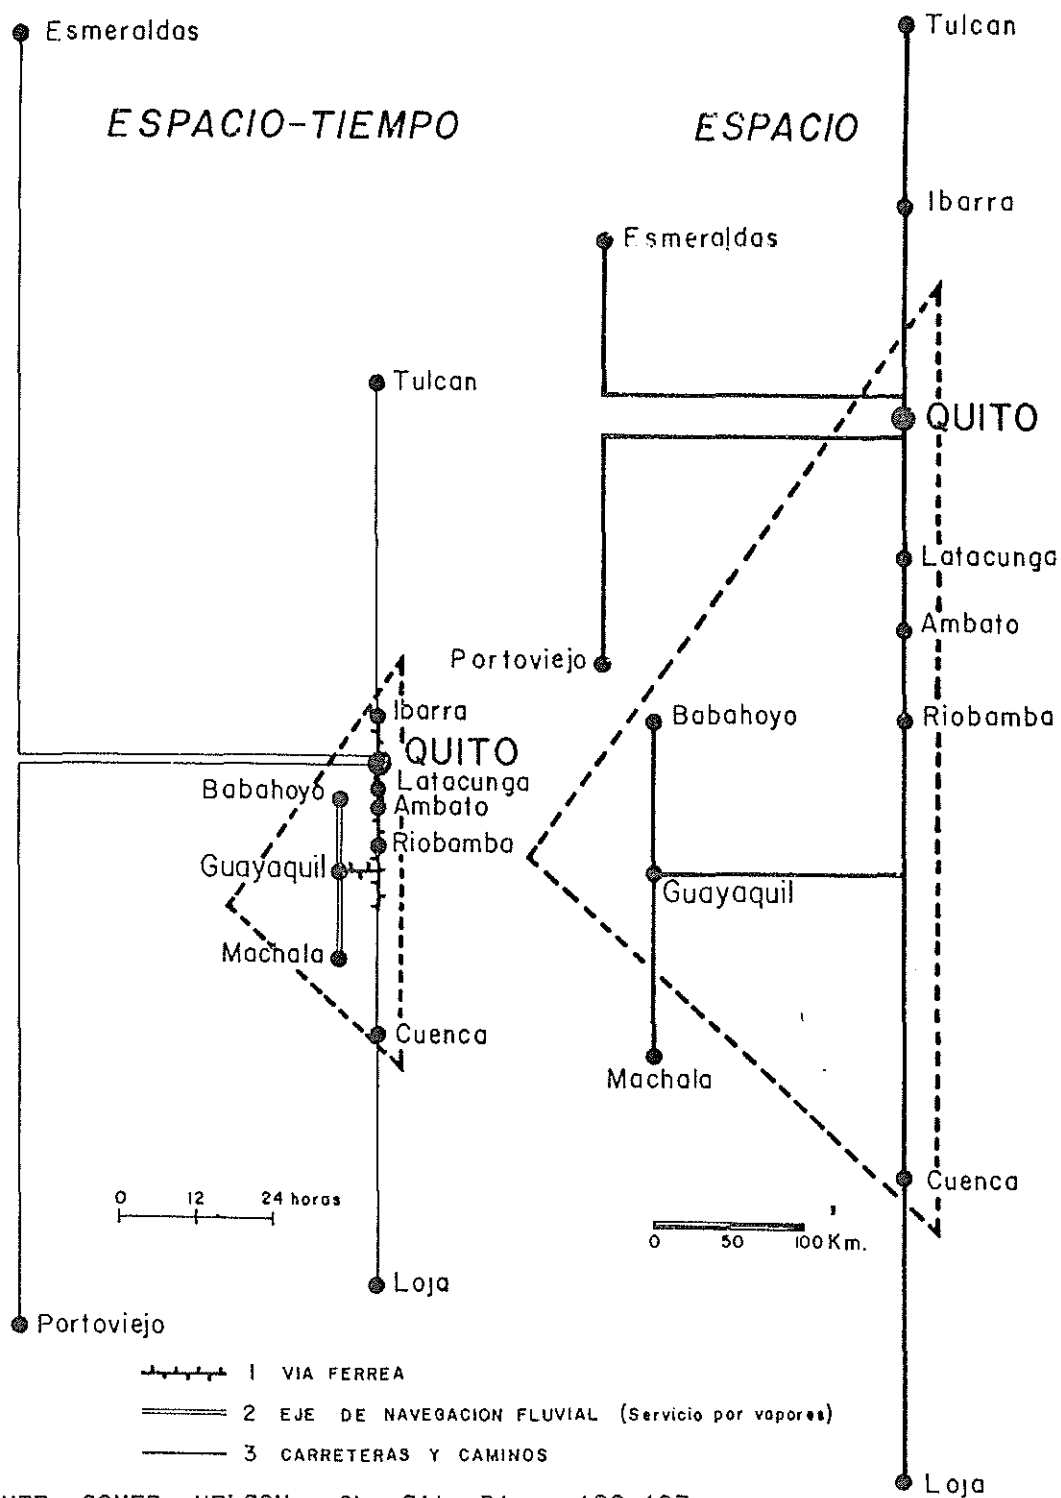 Esmeraldas
Tulcan
ESPACIO-TIEMPO
ESPACIO
Ibarra
Esmeraldas
Tulcan
QUITO
Latacunga
Ambato
Portoviejo
Ibarra
Babahoyo
Riobamba
QUITO
Babahoyo
Latacunga
Ambato
Riobamba
Guayaquil
Guayaquil
Machala
Cuenca
Machala
Cuenca
0 12 24 horas
0 50 100 Km.
Loja
Portoviejo
1 VIA FERREA
2 EJE DE NAVEGACION FLUVIAL (Servicio por vapores)
3 CARRETERAS Y CAMINOS
Loja